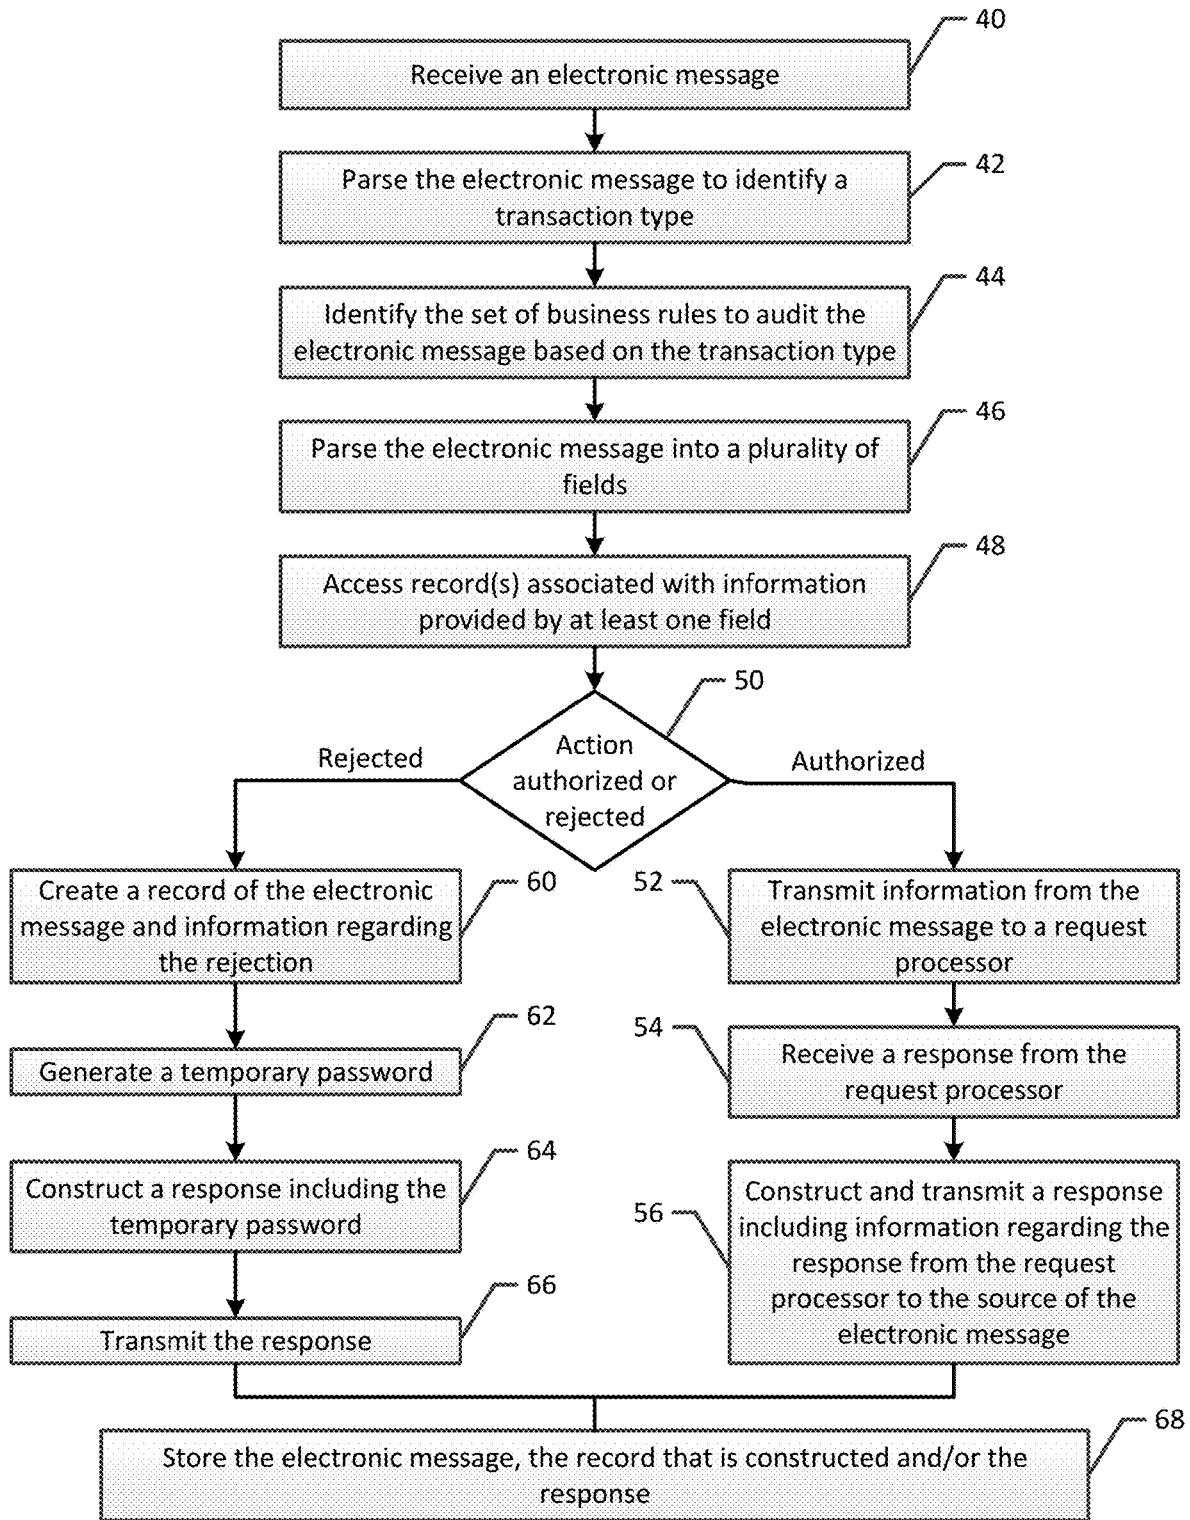 40
Receive an electronic message
42
Parse the electronic message to identify a
transaction type
44
Identify the set of business rules to audit the
electronic message based on the transaction type
46
Parse the electronic message into a plurality of
fields
48
Access record(s) associated with information
provided by at least one field
50
Action
authorized or
rejected
Rejected
Authorized
60
Create a record of the electronic
message and information regarding
the rejection
62
Generate a temporary password
64
Construct a response including the
temporary password
66
Transmit the response
52
Transmit information from the
electronic message to a request
processor
54
Receive a response from the
request processor
56
Construct and transmit a response
including information regarding the
response from the request
processor to the source of the
electronic message
68
Store the electronic message, the record that is constructed and/or the
response